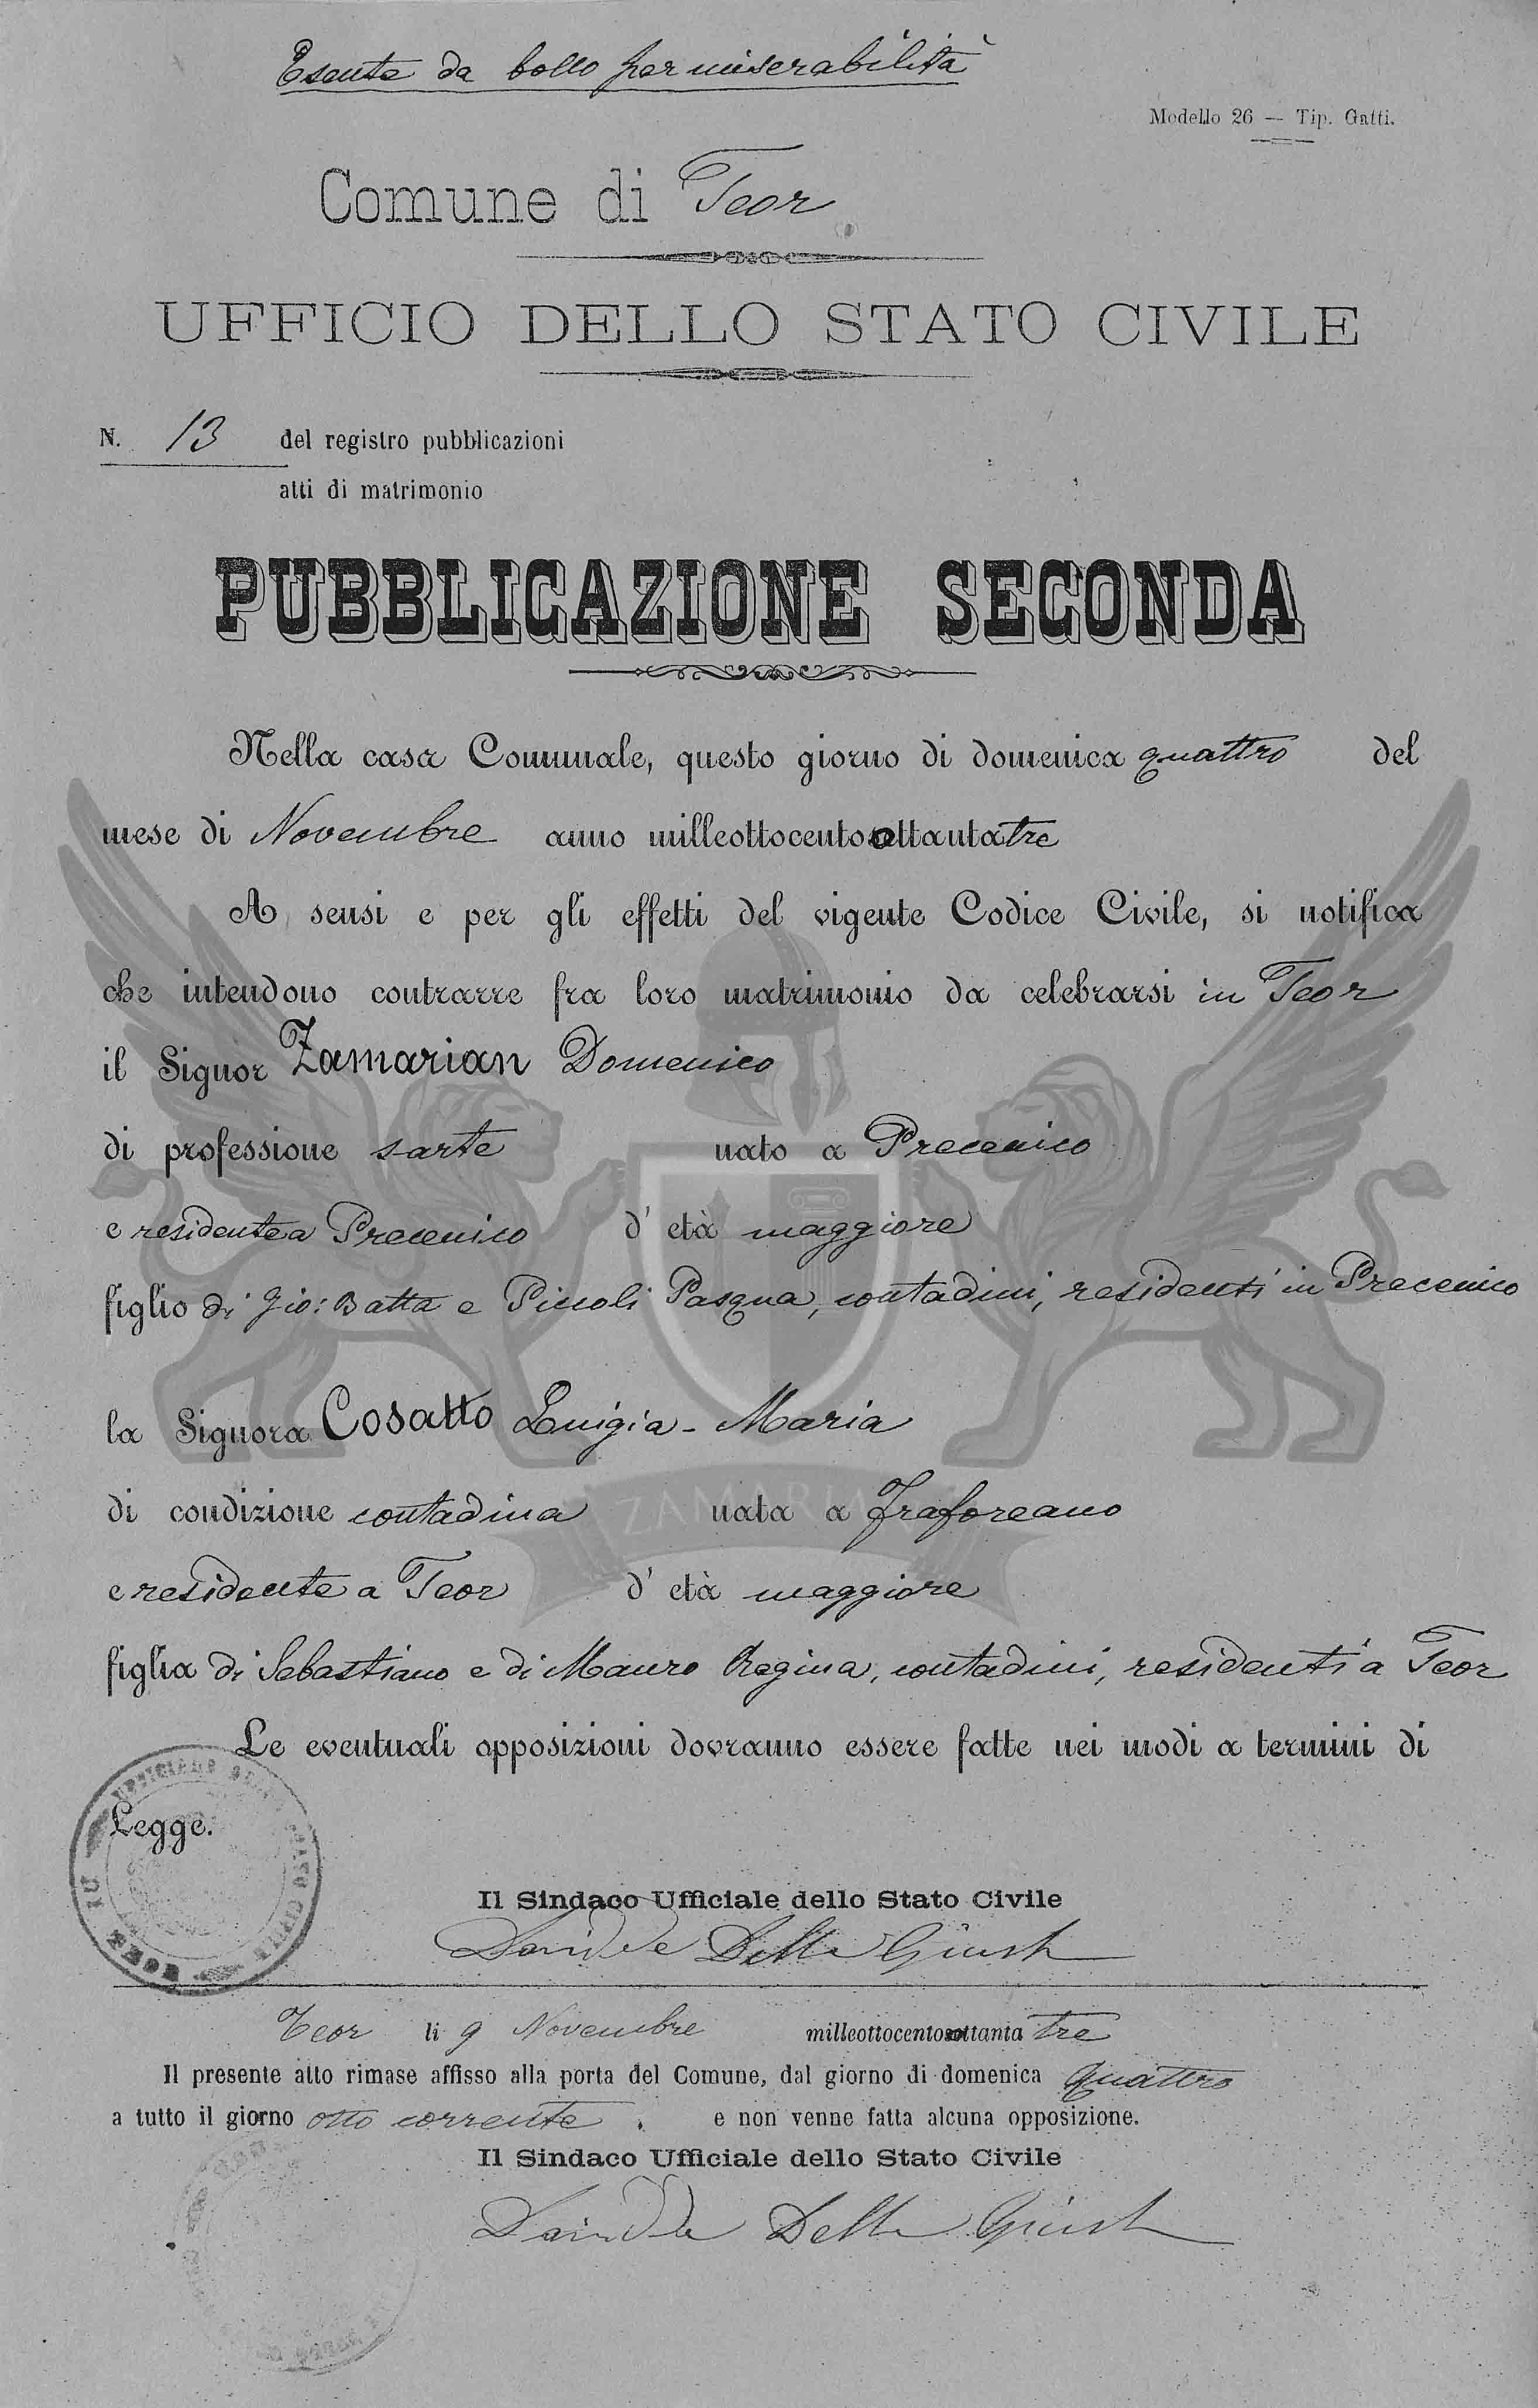 Esente da bollo per miserabilità
Modello 26 — Tip. Gatti.
Comune di Teor
UFFICIO DELLO STATO CIVILE
N. 13 del registro pubblicazioni
atti di matrimonio
PUBBLICAZIONE SECONDA
Nella casa Comunale, questo giorno di domenica quattro del
mese di Novembre anno milleottocentoottantatre
A sensi e per gli effetti del vigente Codice Civile, si notifica
che intendono contrarre fra loro matrimonio da celebrarsi in Teor
il Signor Zamarian Domenico
di professione sarte nato a Precenico
e residente a Precenico d' età maggiore
figlio di Gio: Batta e Piccoli Pasqua, contadini, residenti in Precenico
la Signora Cosatto Luigia - Maria
ZAMARIA
di condizione contadina nata a Fraforeano
e residente a Teor d' età maggiore
figlia di Sebastiano e di Mauro Regina, contadini, residenti a Teor
Le eventuali opposizioni dovranno essere fatte nei modi a termini di
Legge.
Il Sindaco Ufficiale dello Stato Civile
Davide Della Giusta
Teor li 9 Novembre milleottocentoottanta tre
Il presente atto rimase affisso alla porta del Comune, dal giorno di domenica quattro
a tutto il giorno otto corrente . e non venne fatta alcuna opposizione.
Il Sindaco Ufficiale dello Stato Civile
Davide Della Giusta